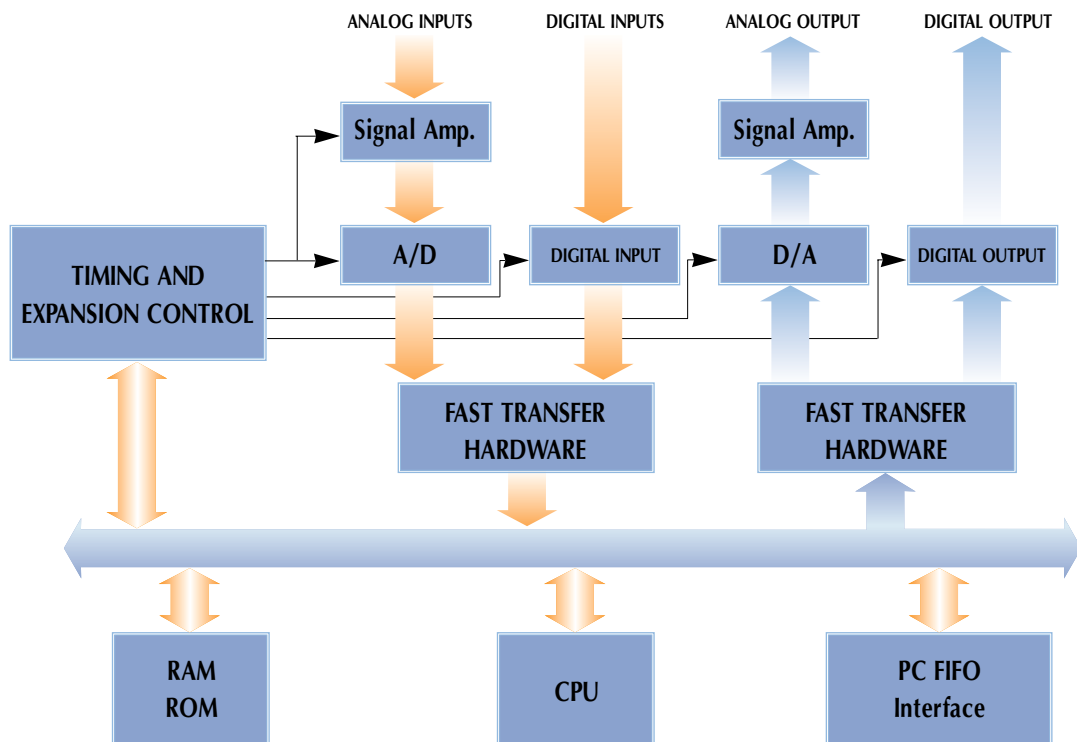 ANALOG INPUTS
DIGITAL INPUTS
ANALOG OUTPUT
DIGITAL OUTPUT
Signal Amp.
Signal Amp.
TIMING AND
EXPANSION CONTROL
A/D
DIGITAL INPUT
D/A
DIGITAL OUTPUT
FAST TRANSFER
HARDWARE
FAST TRANSFER
HARDWARE
RAM
ROM
CPU
PC FIFO
Interface